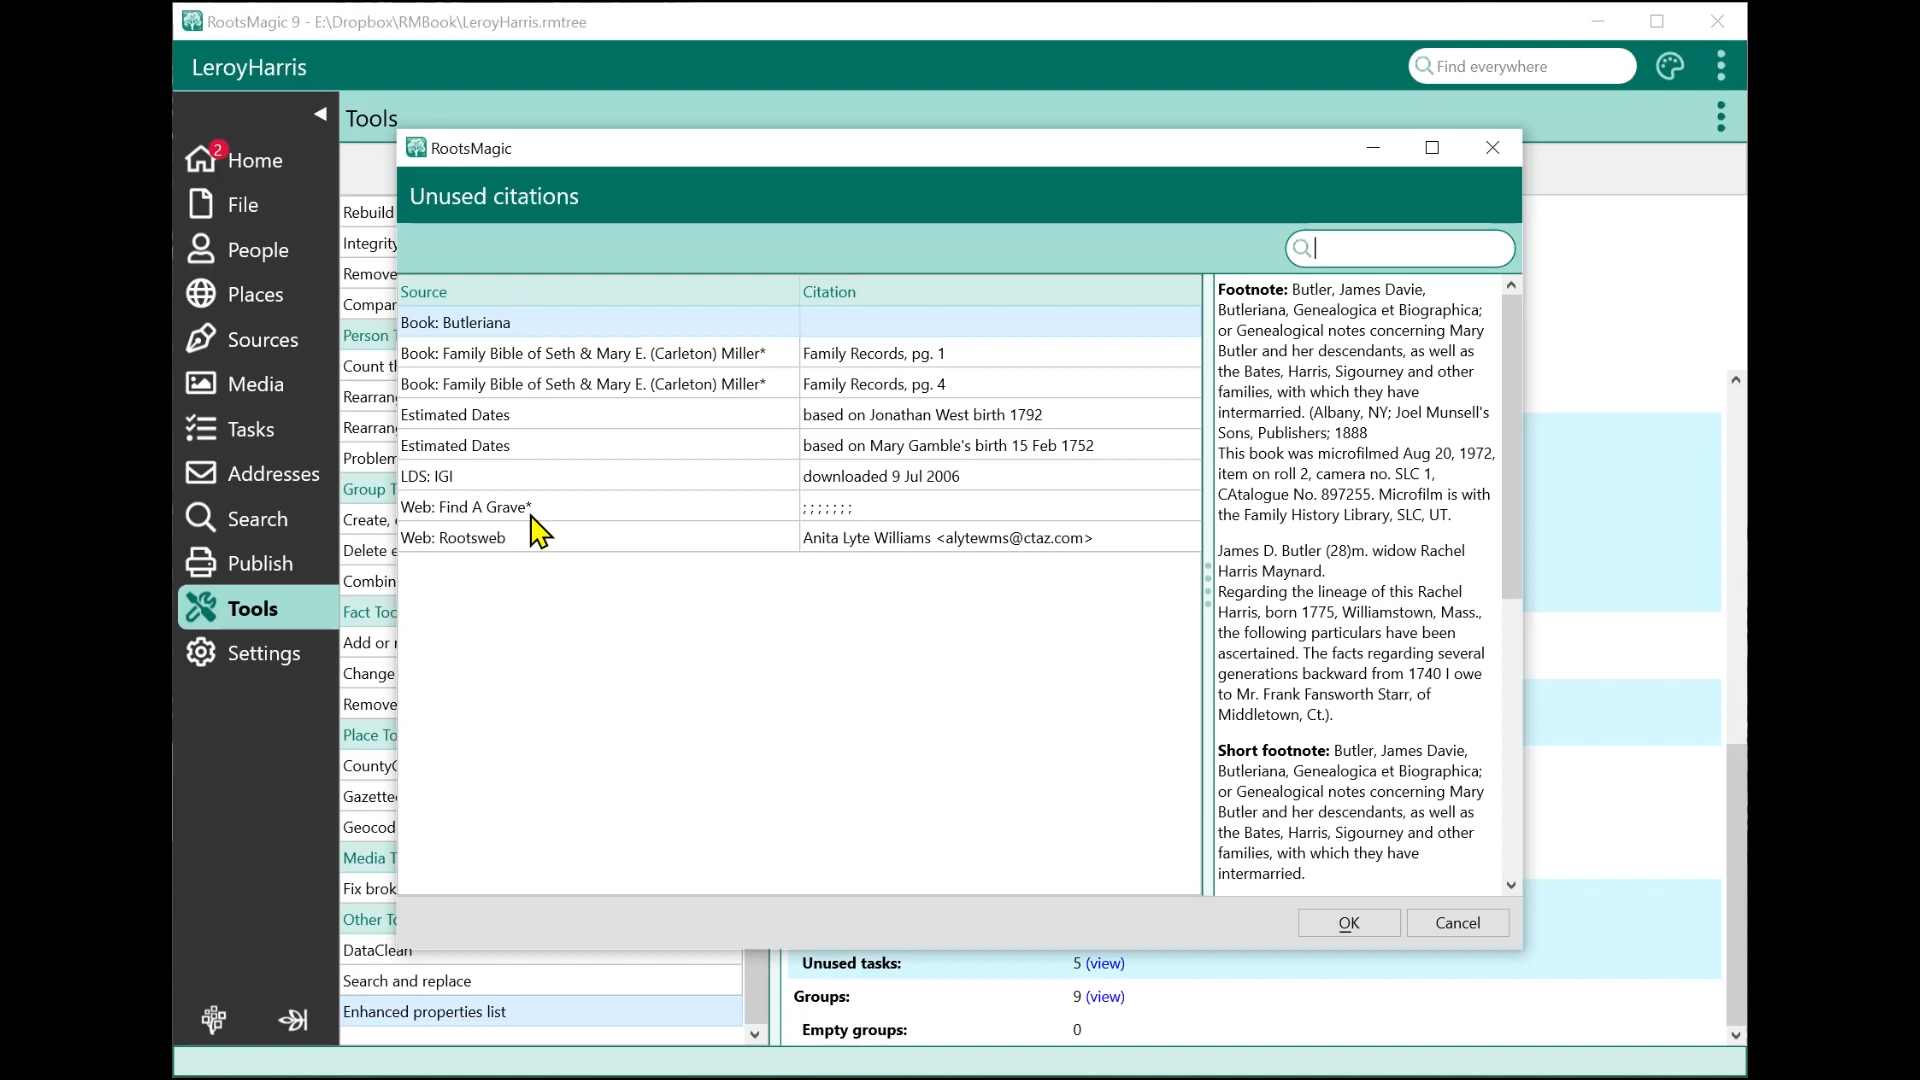 RootsMagic 9 - E:\Dropbox\RMBook\LeroyHarris.rmtree
LeroyHarris
Find everywhere
Tools
2
Home
File
People
Places
Sources
Media
Tasks
Addresses
Search
Publish
Tools
Settings
Rebuild
Integrity
Remove
Compar
Person T
Count th
Rearran
Rearran
Problem
Group T
Create,
Delete e
Combin
Fact Too
Add or r
Change
Remove
Place To
CountyC
Gazettee
Geocod
Media T
Fix brok
Other To
DataClean
Search and replace
Enhanced properties list
RootsMagic
Unused citations
Source Citation
Book: Butleriana
Book: Family Bible of Seth & Mary E. (Carleton) Miller* Family Records, pg. 1
Book: Family Bible of Seth & Mary E. (Carleton) Miller* Family Records, pg. 4
Estimated Dates based on Jonathan West birth 1792
Estimated Dates based on Mary Gamble's birth 15 Feb 1752
LDS: IGI downloaded 9 Jul 2006
Web: Find A Grave* ; ; ; ; ; ; ;
Web: Rootsweb Anita Lyte Williams <alytewms@ctaz.com>
Footnote: Butler, James Davie,
Butleriana, Genealogica et Biographica;
or Genealogical notes concerning Mary
Butler and her descendants, as well as
the Bates, Harris, Sigourney and other
families, with which they have
intermarried. (Albany, NY; Joel Munsell's
Sons, Publishers; 1888
This book was microfilmed Aug 20, 1972,
item on roll 2, camera no. SLC 1,
CAtalogue No. 897255. Microfilm is with
the Family History Library, SLC, UT.
James D. Butler (28)m. widow Rachel
Harris Maynard.
Regarding the lineage of this Rachel
Harris, born 1775, Williamstown, Mass.,
the following particulars have been
ascertained. The facts regarding several
generations backward from 1740 I owe
to Mr. Frank Fansworth Starr, of
Middletown, Ct.).
Short footnote: Butler, James Davie,
Butleriana, Genealogica et Biographica;
or Genealogical notes concerning Mary
Butler and her descendants, as well as
the Bates, Harris, Sigourney and other
families, with which they have
intermarried.
OK Cancel
Unused tasks: 5 (view)
Groups: 9 (view)
Empty groups: 0